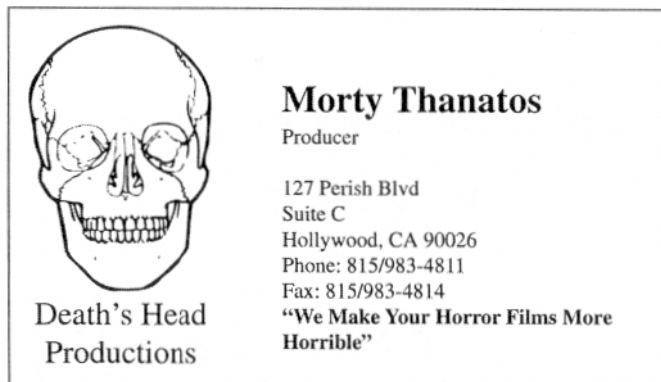 Morty Thanatos
Producer
127 Perish Blvd
Suite C
Hollywood, CA 90026
Phone: 815/983-4811
Fax: 815/983-4814
“We Make Your Horror Films More
Horrible”
Death’s Head
Productions